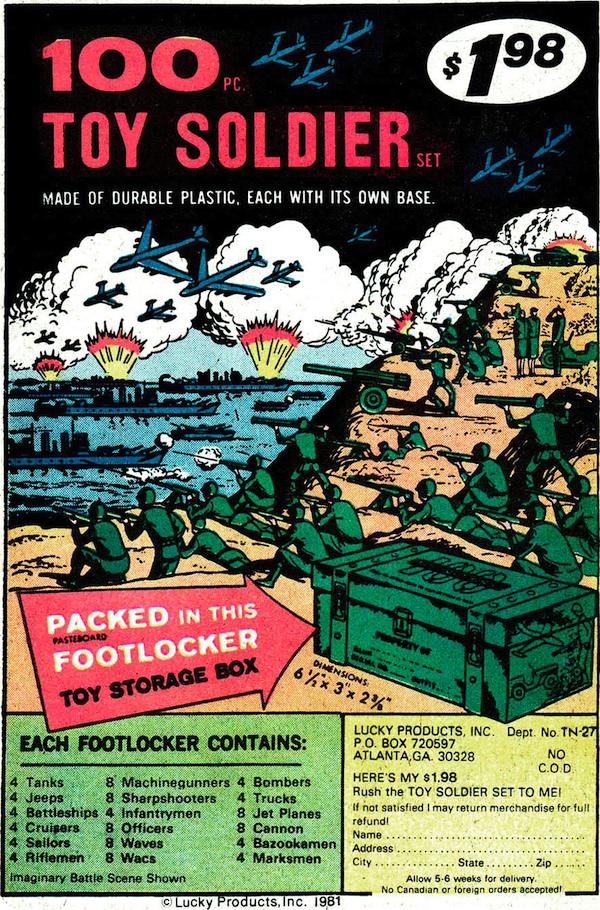 100 PC.
$1.98
TOY SOLDIER SET
MADE OF DURABLE PLASTIC, EACH WITH ITS OWN BASE.
PACKED IN THIS
PASTEBOARD
FOOTLOCKER
TOY STORAGE BOX
PROPERTY OF
DIMENSIONS:
6 1/2" x 3" x 2 3/8"
EACH FOOTLOCKER CONTAINS:
4 Tanks
4 Jeeps
4 Battleships
4 Cruisers
4 Sailors
4 Riflemen
8 Machinegunners
8 Sharpshooters
4 Infantrymen
8 Officers
8 Waves
8 Wacs
4 Bombers
4 Trucks
8 Jet Planes
8 Cannon
4 Bazookamen
4 Marksmen
Imaginary Battle Scene Shown
LUCKY PRODUCTS, INC. Dept. No. TN-27
P.O. BOX 720597
ATLANTA, GA. 30328
NO
C.O.D.
HERE'S MY $1.98
Rush the TOY SOLDIER SET TO ME!
If not satisfied I may return merchandise for full
refund!
Name
Address
City State Zip
Allow 5-6 weeks for delivery.
No Canadian or foreign orders accepted!
© Lucky Products, Inc. 1981